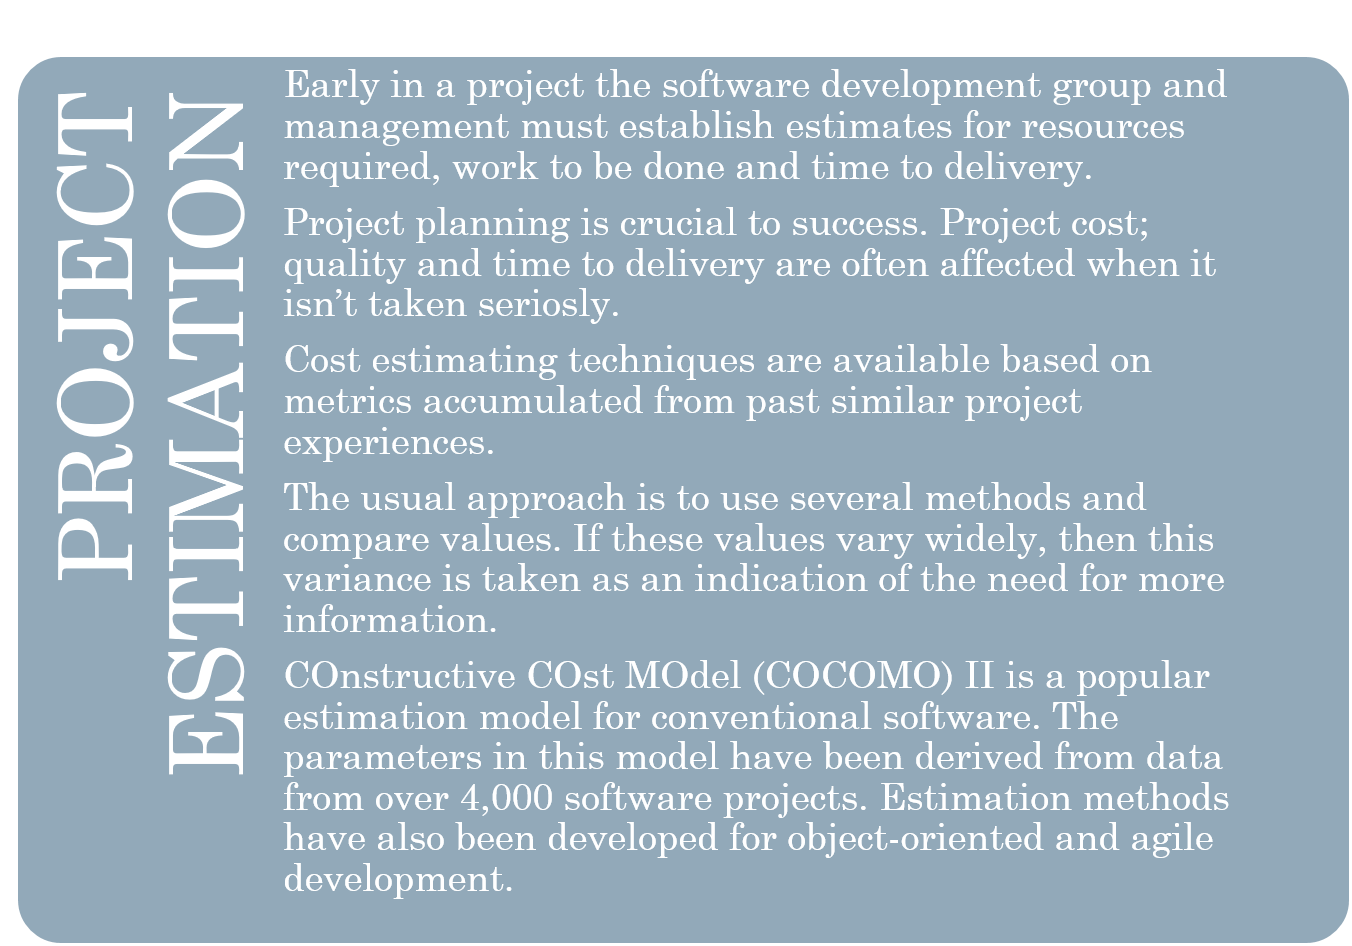 PROJECT
ESTIMATION
Early in a project the software development group and
management must establish estimates for resources
required, work to be done and time to delivery.
Project planning is crucial to success. Project cost;
quality and time to delivery are often affected when it
isn’t taken seriosly.
Cost estimating techniques are available based on
metrics accumulated from past similar project
experiences.
The usual approach is to use several methods and
compare values. If these values vary widely, then this
variance is taken as an indication of the need for more
information.
COnstructive COst MOdel (COCOMO) II is a popular
estimation model for conventional software. The
parameters in this model have been derived from data
from over 4,000 software projects. Estimation methods
have also been developed for object-oriented and agile
development.